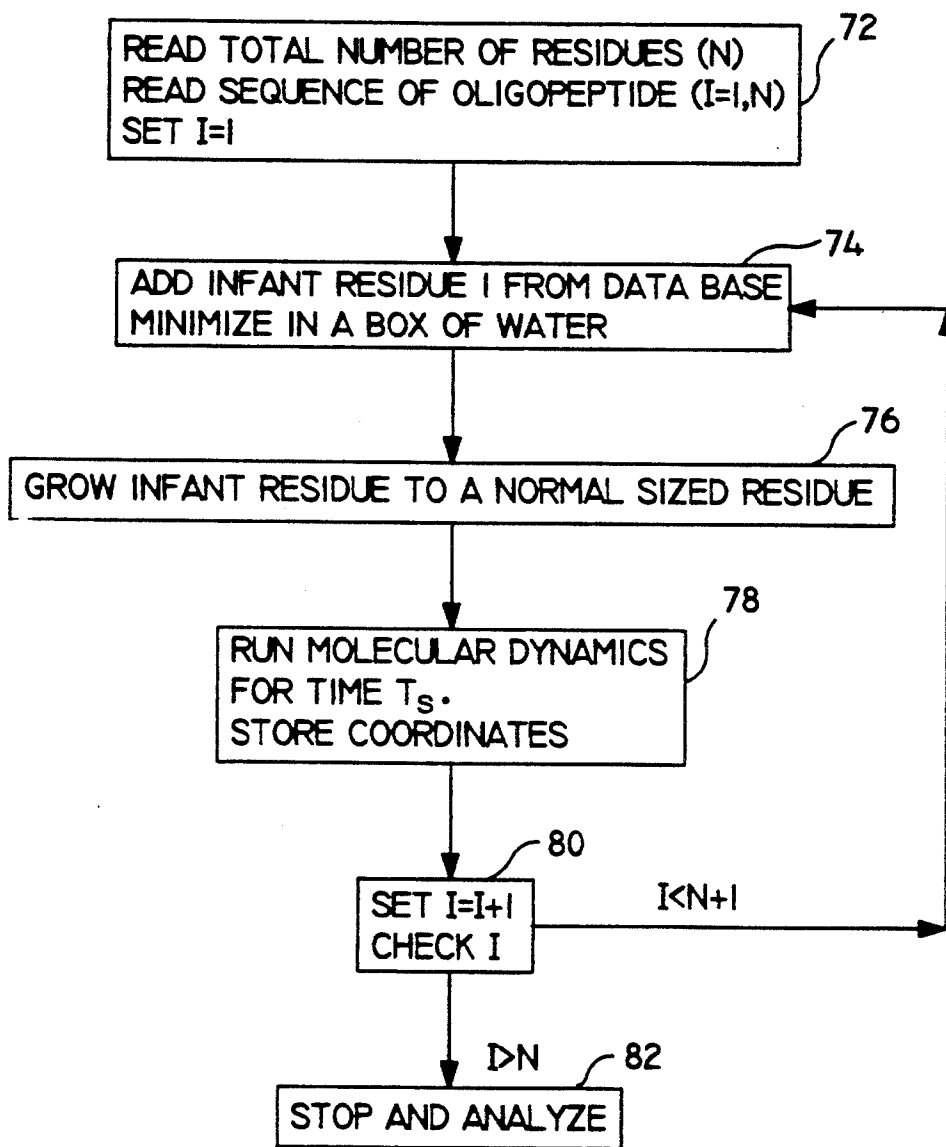 72
READ TOTAL NUMBER OF RESIDUES (N)
READ SEQUENCE OF OLIGOPEPTIDE (I=1,N)
SET I=1
74
ADD INFANT RESIDUE I FROM DATA BASE
MINIMIZE IN A BOX OF WATER
76
GROW INFANT RESIDUE TO A NORMAL SIZED RESIDUE
78
RUN MOLECULAR DYNAMICS
FOR TIME TS.
STORE COORDINATES
80
SET I=I+1
CHECK I
I<N+1
I>N
82
STOP AND ANALYZE